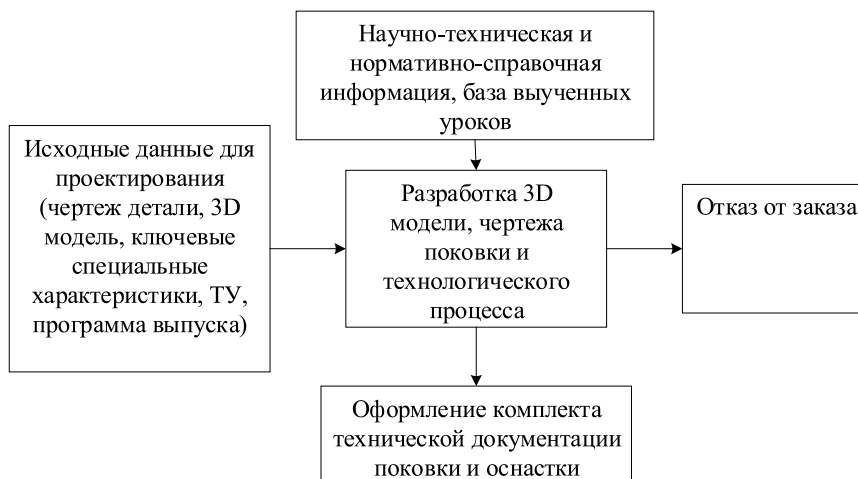 Научно-техническая и
нормативно-справочная
информация, база выученных
уроков
Исходные данные для
проектирования
(чертеж детали, 3D
модель, ключевые
специальные
характеристики, ТУ,
программа выпуска)
Разработка 3D
модели, чертежа
поковки и
технологического
процесса
Отказ от заказа
Оформление комплекта
технической документации
поковки и оснастки